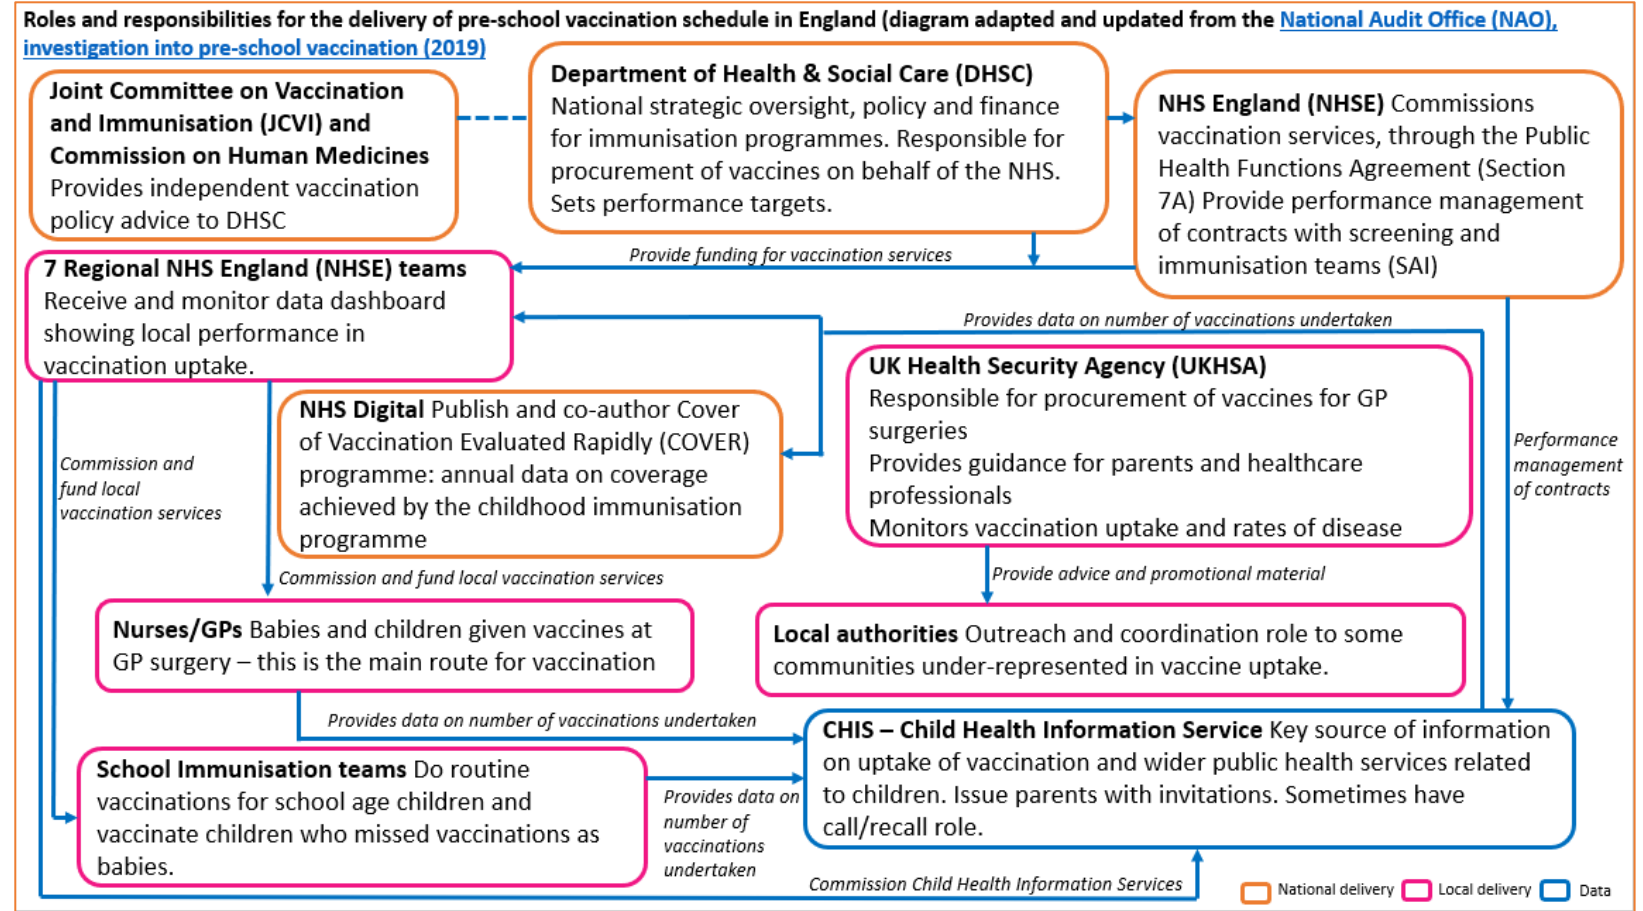 Roles and responsibilities for the delivery of pre-school vaccination schedule in England (diagram adapted and updated from the National Audit Office (NAO),
investigation into pre-school vaccination (2019)
Joint Committee on Vaccination
and Immunisation (JCVI) and
Commission on Human Medicines
Provides independent vaccination
policy advice to DHSC
Department of Health & Social Care (DHSC)
National strategic oversight, policy and finance
for immunisation programmes. Responsible for
procurement of vaccines on behalf of the NHS.
Sets performance targets.
NHS England (NHSE) Commissions
vaccination services, through the Public
Health Functions Agreement (Section
7A) Provide performance management
of contracts with screening and
immunisation teams (SAI)
Provide funding for vaccination services
7 Regional NHS England (NHSE) teams
Receive and monitor data dashboard
showing local performance in
vaccination uptake.
Provides data on number of vaccinations undertaken
UK Health Security Agency (UKHSA)
Responsible for procurement of vaccines for GP
surgeries
Provides guidance for parents and healthcare
professionals
Monitors vaccination uptake and rates of disease
NHS Digital Publish and co-author Cover
of Vaccination Evaluated Rapidly (COVER)
programme: annual data on coverage
achieved by the childhood immunisation
programme
Performance
management
of contracts
Commission and
fund local
vaccination services
Commission and fund local vaccination services
Provide advice and promotional material
Nurses/GPs Babies and children given vaccines at
GP surgery – this is the main route for vaccination
Local authorities Outreach and coordination role to some
communities under-represented in vaccine uptake.
Provides data on number of vaccinations undertaken
CHIS – Child Health Information Service Key source of information
on uptake of vaccination and wider public health services related
to children. Issue parents with invitations. Sometimes have
call/recall role.
School Immunisation teams Do routine
vaccinations for school age children and
vaccinate children who missed vaccinations as
babies.
Provides data on
number of
vaccinations
undertaken
Commission Child Health Information Services
National delivery
Local delivery
Data